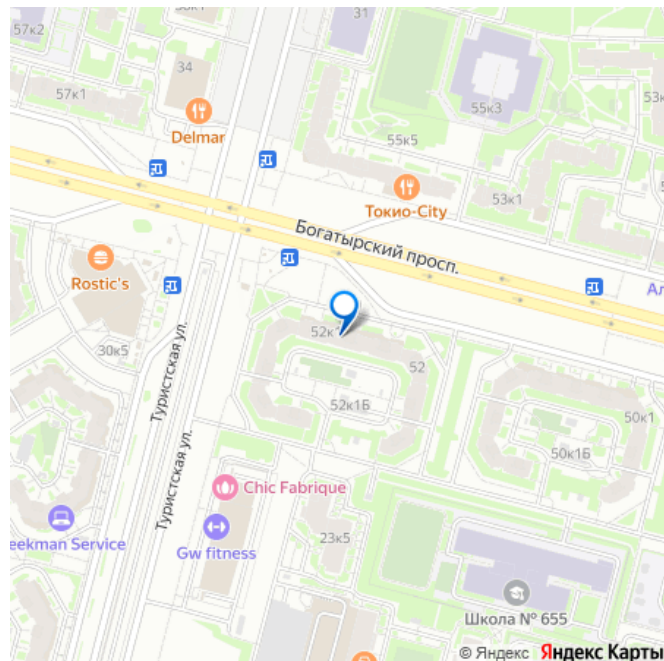 57к2
31
34
57к1
Delmar
55к3
53к
55к5
Токио-City
53к1
Богатырский просп.
Rostic's
Ал
30к5
Туристская ул.
52к
52
52к1Б
50к1
50к1Б
Туристская ул.
Chic Fabrique
eekman Service
Gw fitness
23к5
Школа № 655
© Яндекс Яндекс Карты